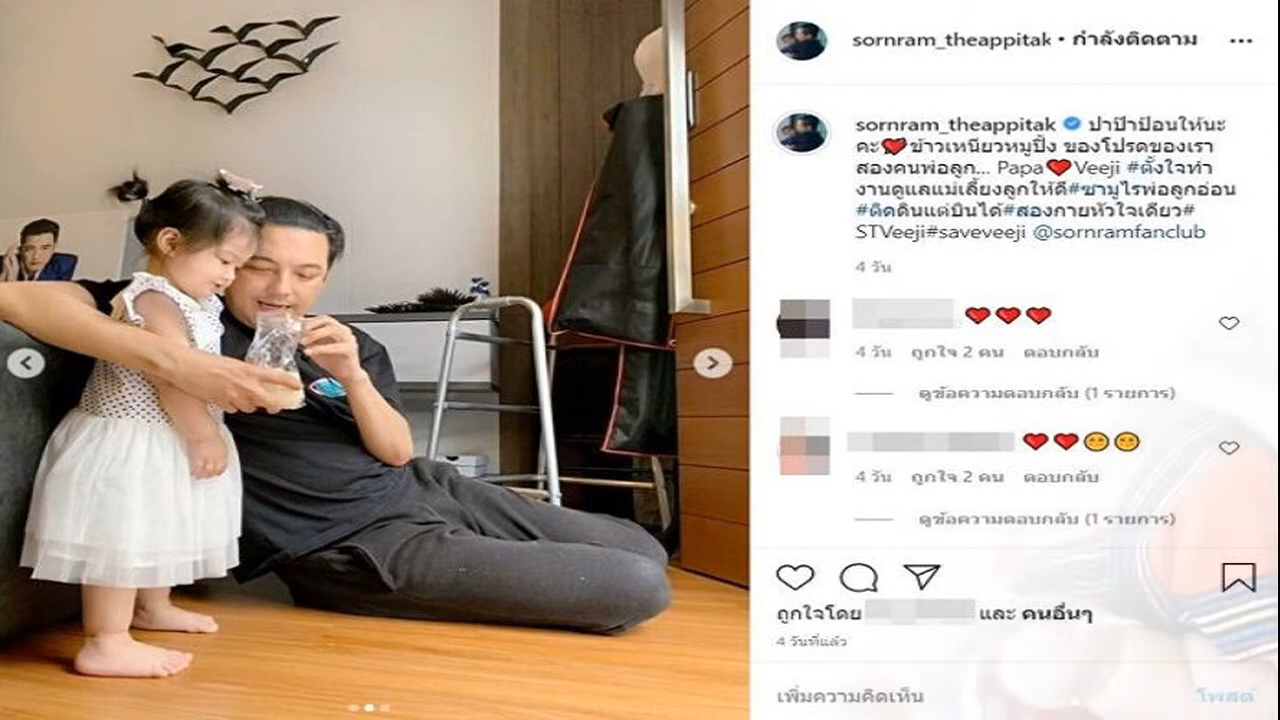 sornram_theappitak • กำลังติดตาม
sornram_theappitak ปาป๊าป้อนให้นะ
คะ❤️ข้าวเหนียวหมูปิ้ง ของโปรดของเรา
สองคนพ่อลูก... Papa❤️Veeji #ตั้งใจทำ
งานดูแลแม่เลี้ยงลูกให้ดี#ซามูไรพ่อลูกอ่อน
#ติดดินแต่บินได้#สองกายหัวใจเดียว#
STVeeji#saveveeji @sornramfanclub
4 วัน
❤️❤️❤️
4 วัน ถูกใจ 2 คน ตอบกลับ
ดูข้อความตอบกลับ (1 รายการ)
❤️❤️😊😊
4 วัน ถูกใจ 2 คน ตอบกลับ
ดูข้อความตอบกลับ (1 รายการ)
ถูกใจโดย และ คนอื่นๆ
4 วันที่แล้ว
เพิ่มความคิดเห็น โพสต์